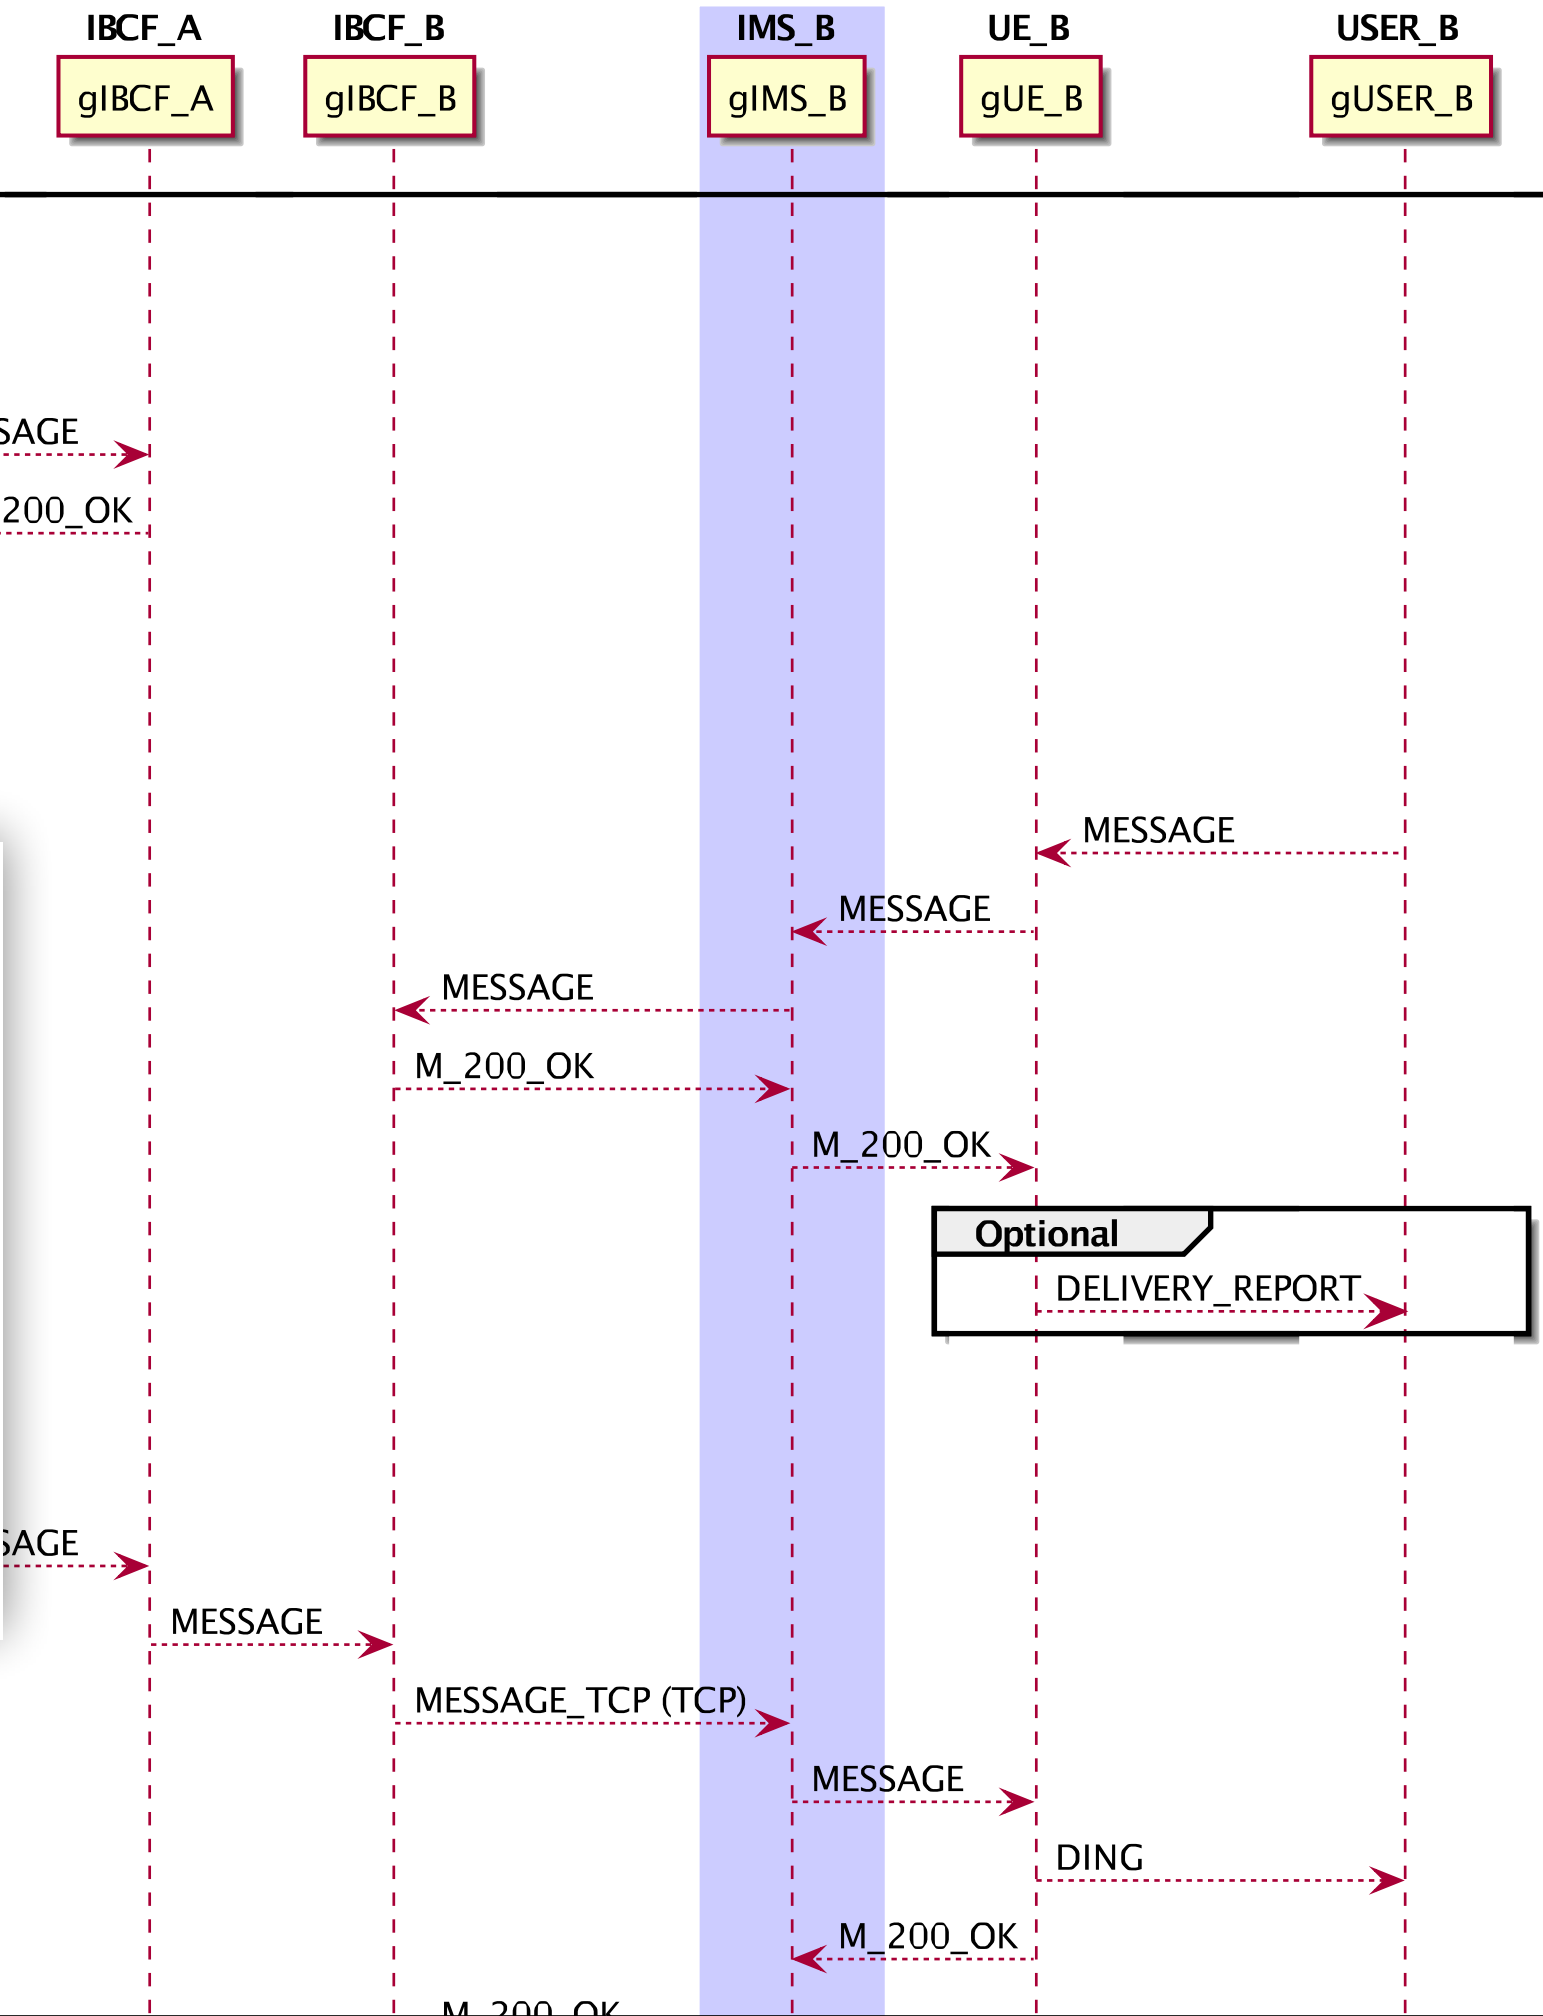 IBCF_A IBCF_B IMS_B UE_B USER_B
gIBCF_A gIBCF_B gIMS_B gUE_B gUSER_B
SAGE
200_OK
MESSAGE
MESSAGE
MESSAGE
M_200_OK
M_200_OK
Optional
DELIVERY_REPORT
SAGE
MESSAGE
MESSAGE_TCP (TCP)
MESSAGE
DING
M_200_OK
M_200_OK